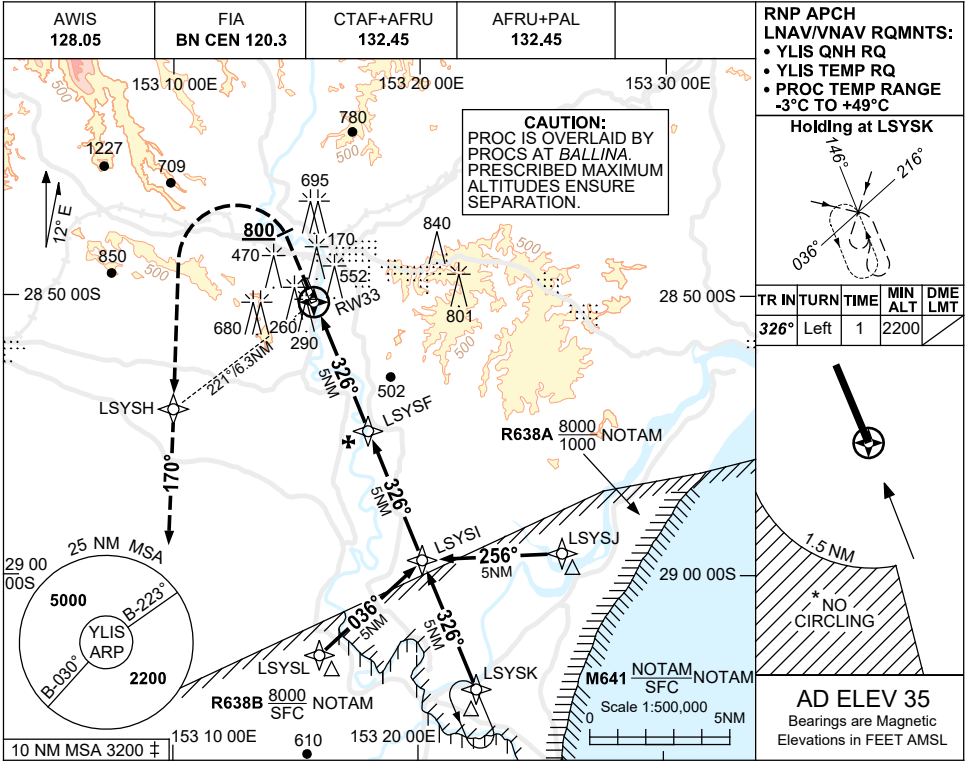 AWIS
128.05
FIA
BN CEN 120.3
CTAF+AFRU
132.45
AFRU+PAL
132.45
RNP APCH
LNAV/VNAV RQMNTS:
• YLIS QNH RQ
• YLIS TEMP RQ
• PROC TEMP RANGE
-3°C TO +49°C
153 10 00E
153 20 00E
153 30 00E
500
CAUTION:
PROC IS OVERLAID BY
PROCS AT BALLINA.
PRESCRIBED MAXIMUM
ALTITUDES ENSURE
SEPARATION.
780
500
1227
709
695
12° E
800
170
840
500
470
552
850
500
28 50 00S
RW33
28 50 00S
801
680
260
290
500
221°/6.3NM
326°
5NM
502
LSYSH
LSYSF
R638A 8000 NOTAM
1000
170°
326°
5NM
LSYSI
LSYSJ
256°
5NM
29 00
00S
29 00 00S
25 NM MSA
5000
B-223°
YLIS
ARP
B-030°
2200
036°
5NM
326°
5NM
LSYSL
LSYSK
R638B 8000 NOTAM
SFC
M641 NOTAM NOTAM
SFC
Scale 1:500,000
0
5NM
153 10 00E
153 20 00E
610
10 NM MSA 3200 ‡
Holding at LSYSK
146°
216°
036°
TR IN TURN TIME MIN ALT DME LMT
326° Left 1 2200
1.5 NM
* NO
CIRCLING
AD ELEV 35
Bearings are Magnetic
Elevations in FEET AMSL